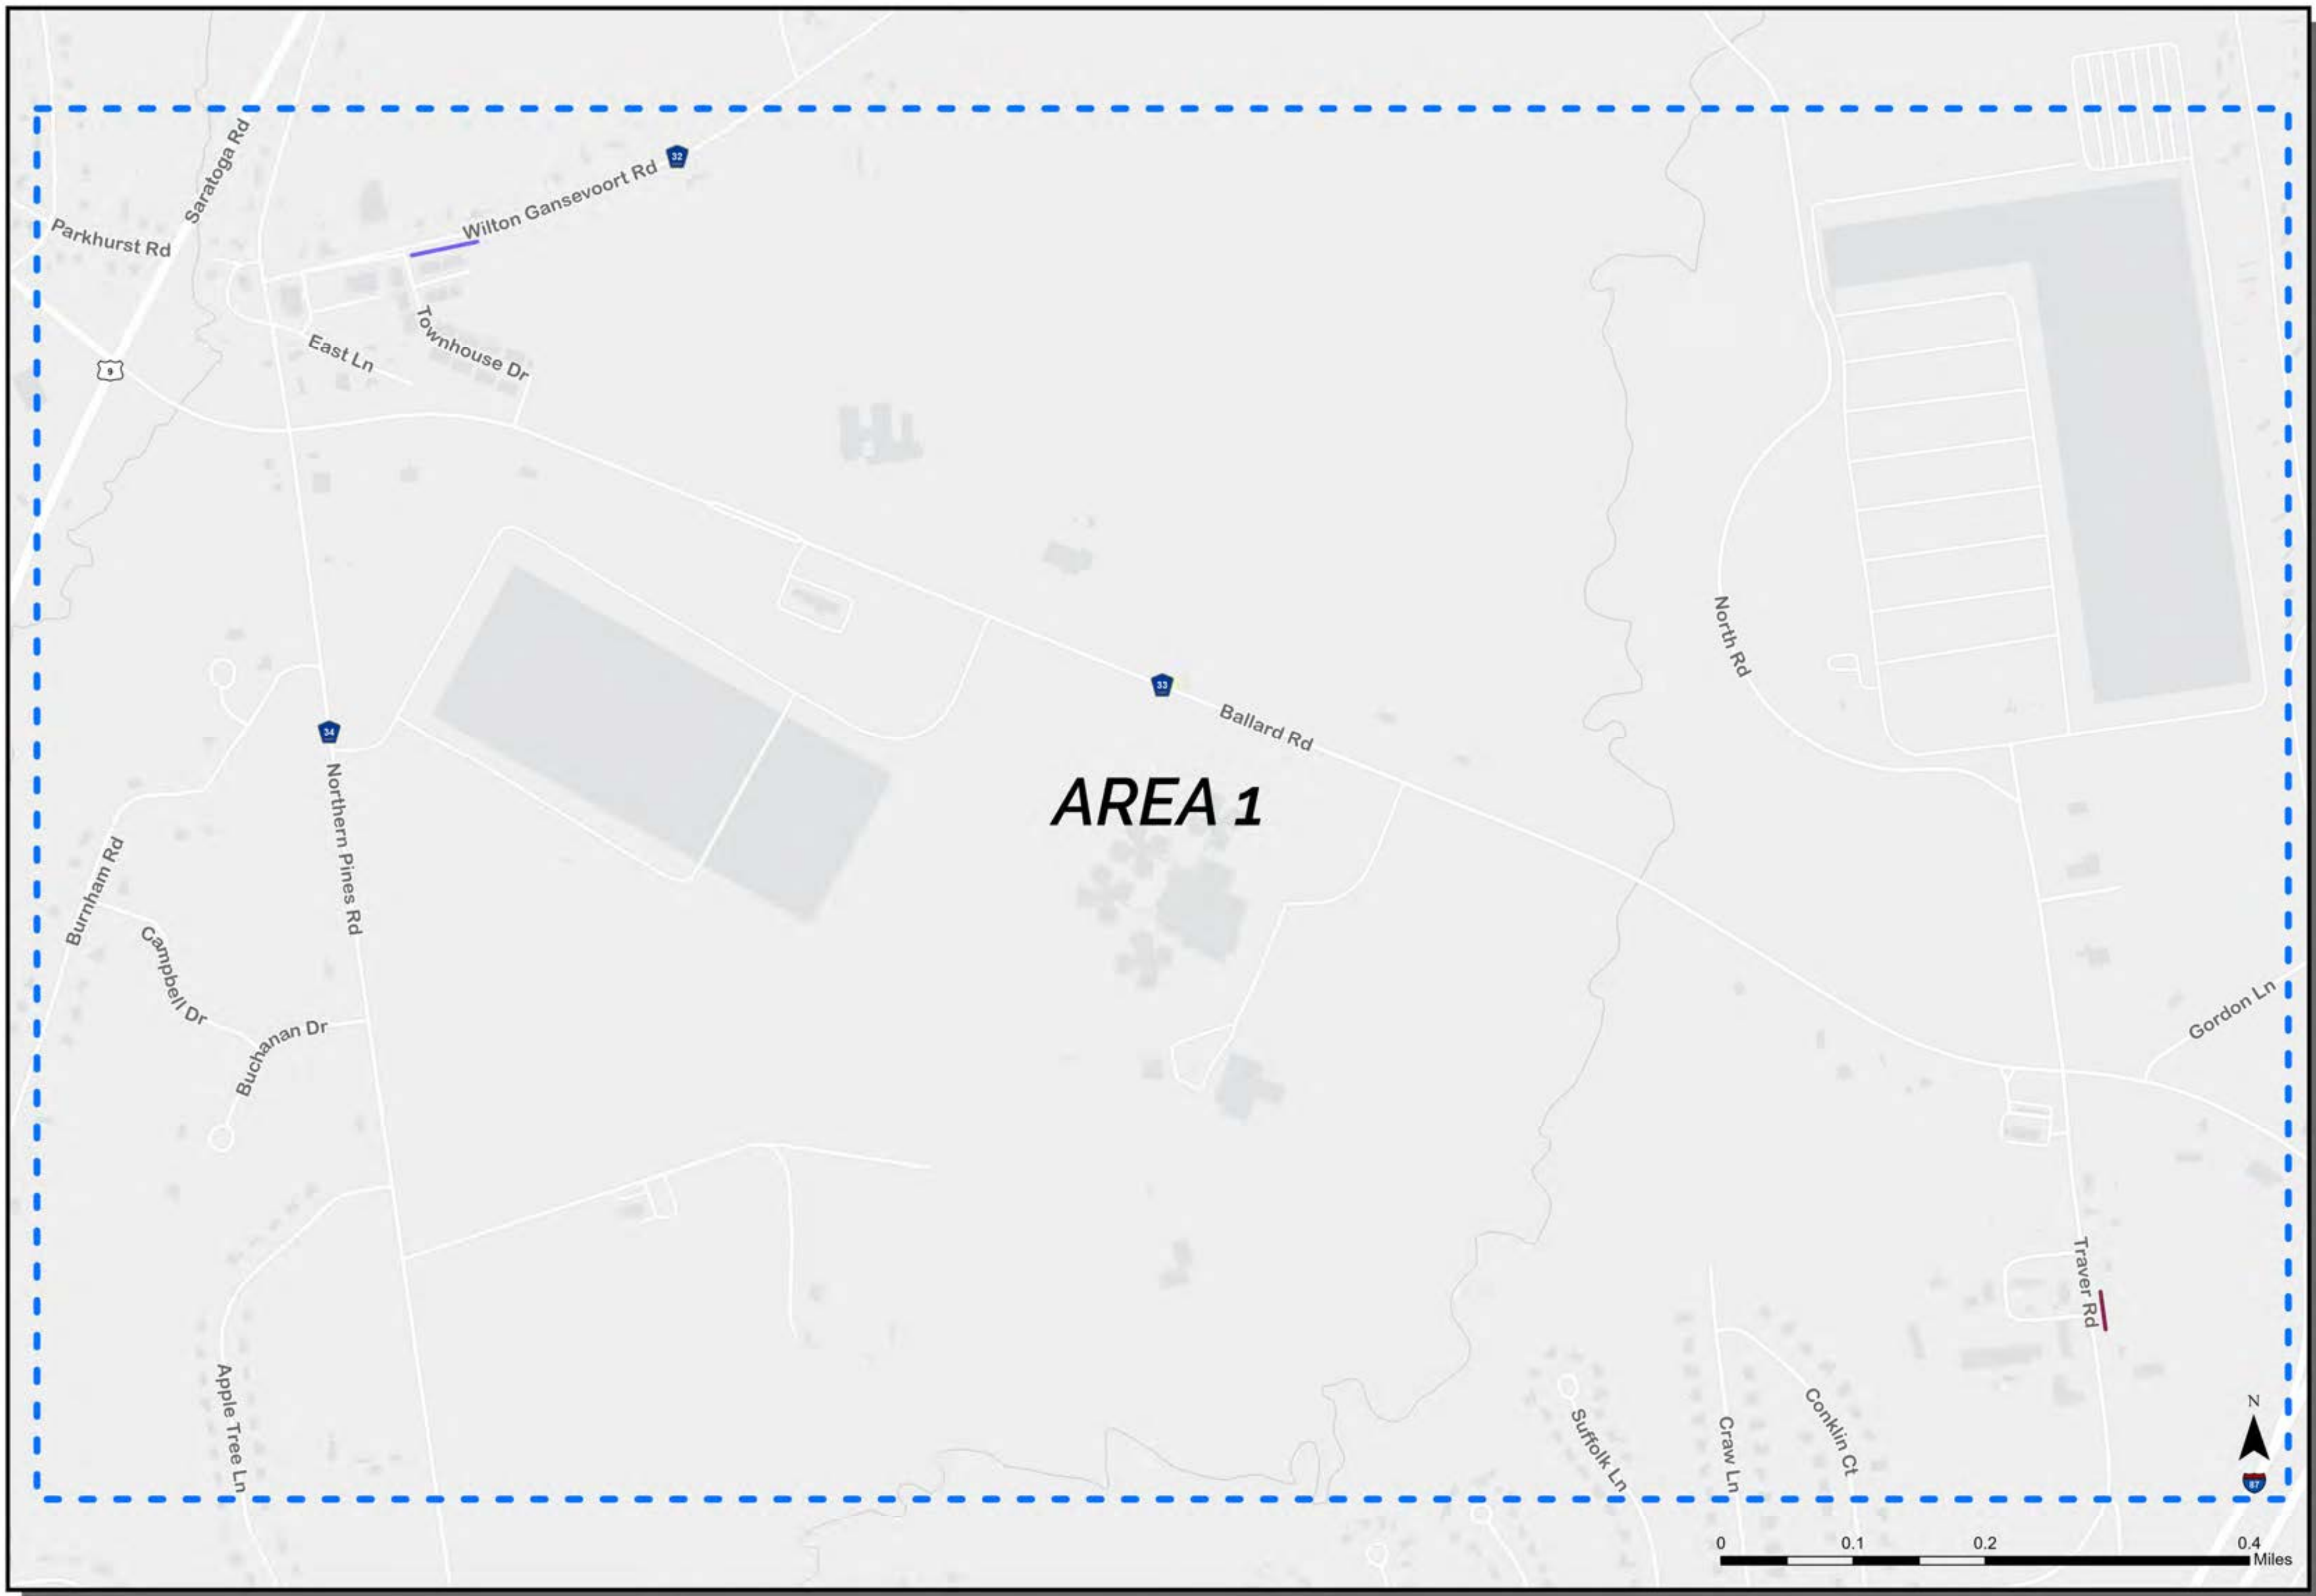 Saratoga Rd
32
Wilton Gansevoort Rd
Parkhurst Rd
Townhouse Dr
East Ln
9
North Rd
33
Ballard Rd
34
AREA 1
Northern Pines Rd
Burnham Rd
Campbell Dr
Gordon Ln
Buchanan Dr
Traver Rd
Apple Tree Ln
Suffolk Ln
Craw Ln
Conklin Ct
N
87
0 0.1 0.2 0.4
Miles